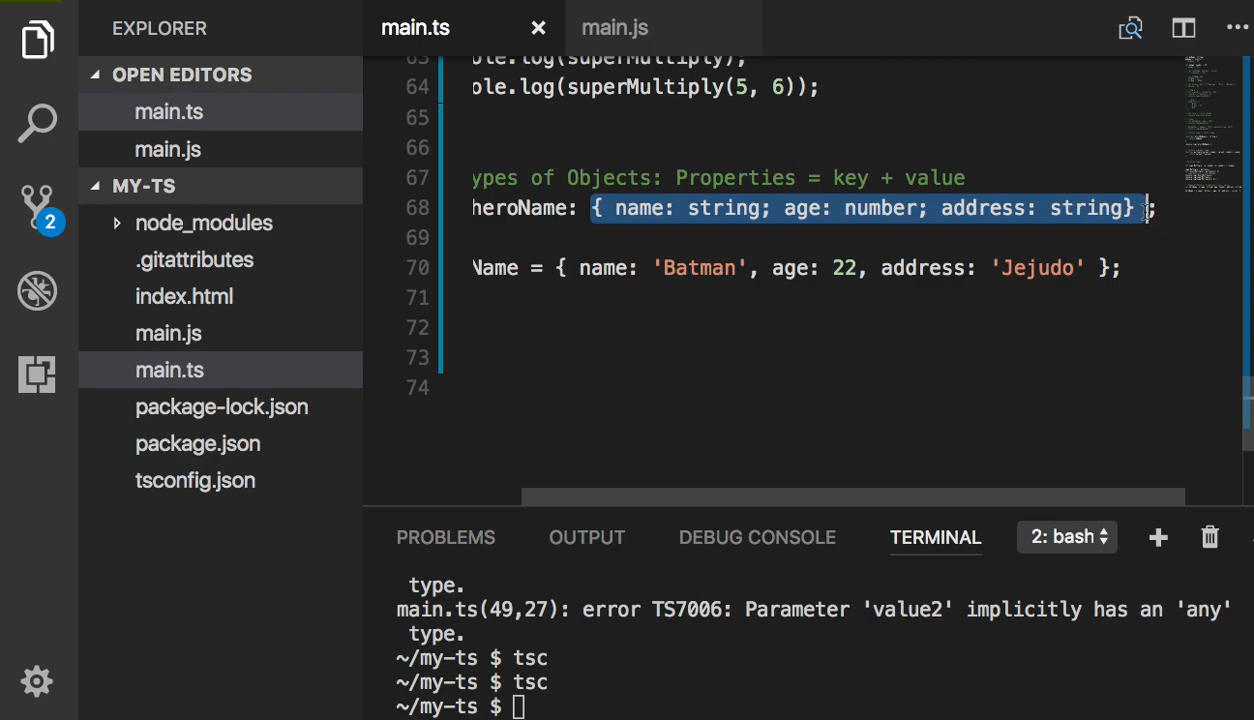 EXPLORER
OPEN EDITORS
main.ts
main.js
MY-TS
node_modules
.gitattributes
index.html
main.js
main.ts
package-lock.json
package.json
tsconfig.json
2
main.ts
main.js
63 ole.log(superMultiply);
64 ole.log(superMultiply(5, 6));
65
66
67 ypes of Objects: Properties = key + value
68 heroName: { name: string; age: number; address: string} ;
69
70 Name = { name: 'Batman', age: 22, address: 'Jejudo' };
71
72
73
74
PROBLEMS OUTPUT DEBUG CONSOLE TERMINAL 2: bash
type.
main.ts(49,27): error TS7006: Parameter 'value2' implicitly has an 'any'
type.
~/my-ts $ tsc
~/my-ts $ tsc
~/my-ts $